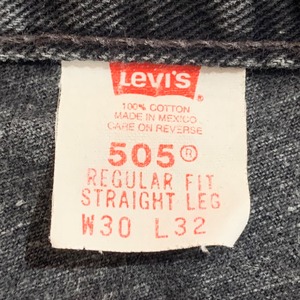 LEVI'S
®
100% COTTON
MADE IN MEXICO
CARE ON REVERSE
505®
REGULAR FIT
STRAIGHT LEG
W30 L32